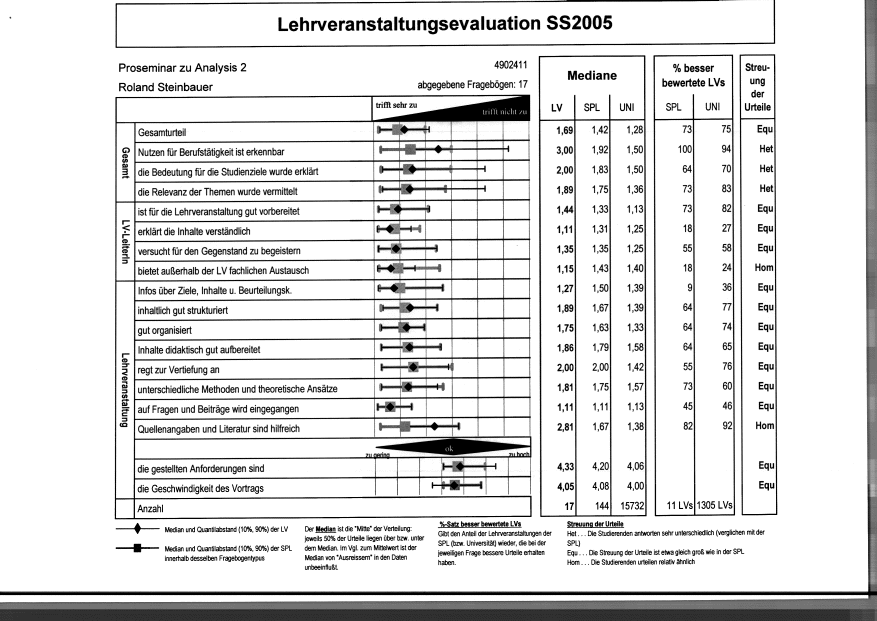 Lehrveranstaltungsevaluation SS2005
Proseminar zu Analysis 2 4902411
Roland Steinbauer abgegebene Fragebögen: 17
Mediane % besser bewertete LVs Streu-ung der Urteile
trifft sehr zu trifft nicht zu LV SPL UNI SPL UNI
Gesamt
Gesamturteil 1,69 1,42 1,28 73 75 Equ
Nutzen für Berufstätigkeit ist erkennbar 3,00 1,92 1,50 100 94 Het
die Bedeutung für die Studienziele wurde erklärt 2,00 1,83 1,50 64 70 Het
die Relevanz der Themen wurde vermittelt 1,89 1,75 1,36 73 83 Het
LV-LeiterIn
ist für die Lehrveranstaltung gut vorbereitet 1,44 1,33 1,13 73 82 Equ
erklärt die Inhalte verständlich 1,11 1,31 1,25 18 27 Equ
versucht für den Gegenstand zu begeistern 1,35 1,35 1,25 55 58 Equ
bietet außerhalb der LV fachlichen Austausch 1,15 1,43 1,40 18 24 Hom
Lehrveranstaltung
Infos über Ziele, Inhalte u. Beurteilungsk. 1,27 1,50 1,39 9 36 Equ
inhaltlich gut strukturiert 1,89 1,67 1,39 64 77 Equ
gut organisiert 1,75 1,63 1,33 64 74 Equ
Inhalte didaktisch gut aufbereitet 1,86 1,79 1,58 64 65 Equ
regt zur Vertiefung an 2,00 2,00 1,42 55 76 Equ
unterschiedliche Methoden und theoretische Ansätze 1,81 1,75 1,57 73 60 Equ
auf Fragen und Beiträge wird eingegangen 1,11 1,11 1,13 45 46 Equ
Quellenangaben und Literatur sind hilfreich 2,81 1,67 1,38 82 92 Hom
zu gering ok zu hoch
die gestellten Anforderungen sind 4,33 4,20 4,06 Equ
die Geschwindigkeit des Vortrags 4,05 4,08 4,00 Equ
Anzahl 17 144 15732 11 LVs 1305 LVs
Median und Quantilabstand (10%, 90%) der LV
Median und Quantilabstand (10%, 90%) der SPL
innerhalb desselben Fragebogentypus
Der Median ist die "Mitte" der Verteilung:
jeweils 50% der Urteile liegen über bzw. unter
dem Median. Im Vgl. zum Mittelwert ist der
Median von "Ausreissern" in den Daten
unbeeinflußt.
%-Satz besser bewertete LVs
Gibt den Anteil der Lehrveranstaltungen der
SPL (bzw. Universität) wieder, die bei der
jeweiligen Frage bessere Urteile erhalten
haben.
Streuung der Urteile
Het . . . Die Studierenden antworten sehr unterschiedlich (verglichen mit der
SPL)
Equ . . . Die Streuung der Urteile ist etwa gleich groß wie in der SPL
Hom . . . Die Studierenden urteilen relativ ähnlich